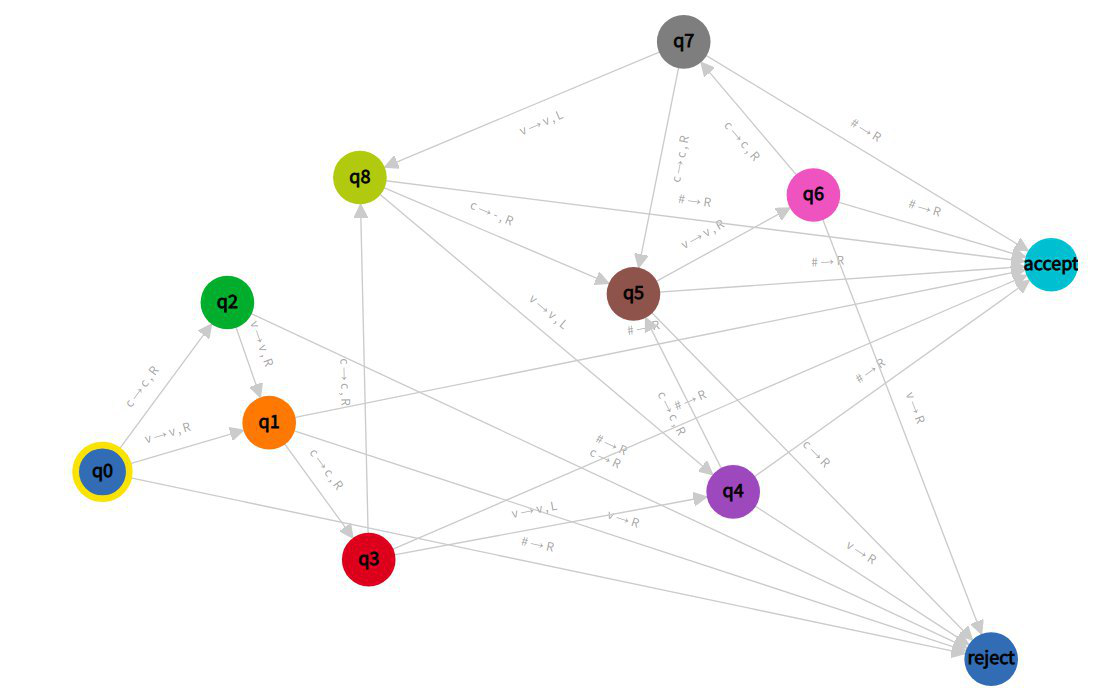 q7
#→R
v→v,L
c→c,R
c→c,R
q8
q6
#→R
#→R
c→-,R
v→v,R
#→R
accept
q5
q2
v→v,L
#→R
v→v,R
c→c,R
c→c,R
#→R
c→c,R
#→R
v→R
q1
v→v,R
#→R
c→R
c→R
q0
c→c,R
q4
v→v,L
v→R
#→R
v→R
q3
reject